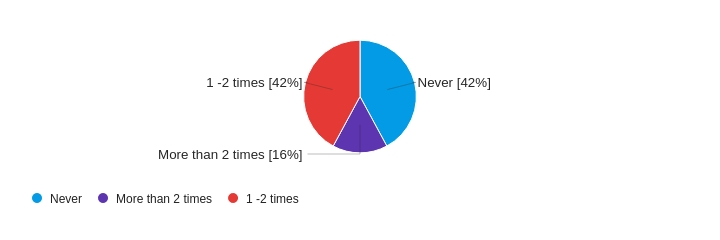 1 -2 times [42%]
Never [42%]
More than 2 times [16%]
Never
More than 2 times
1 -2 times